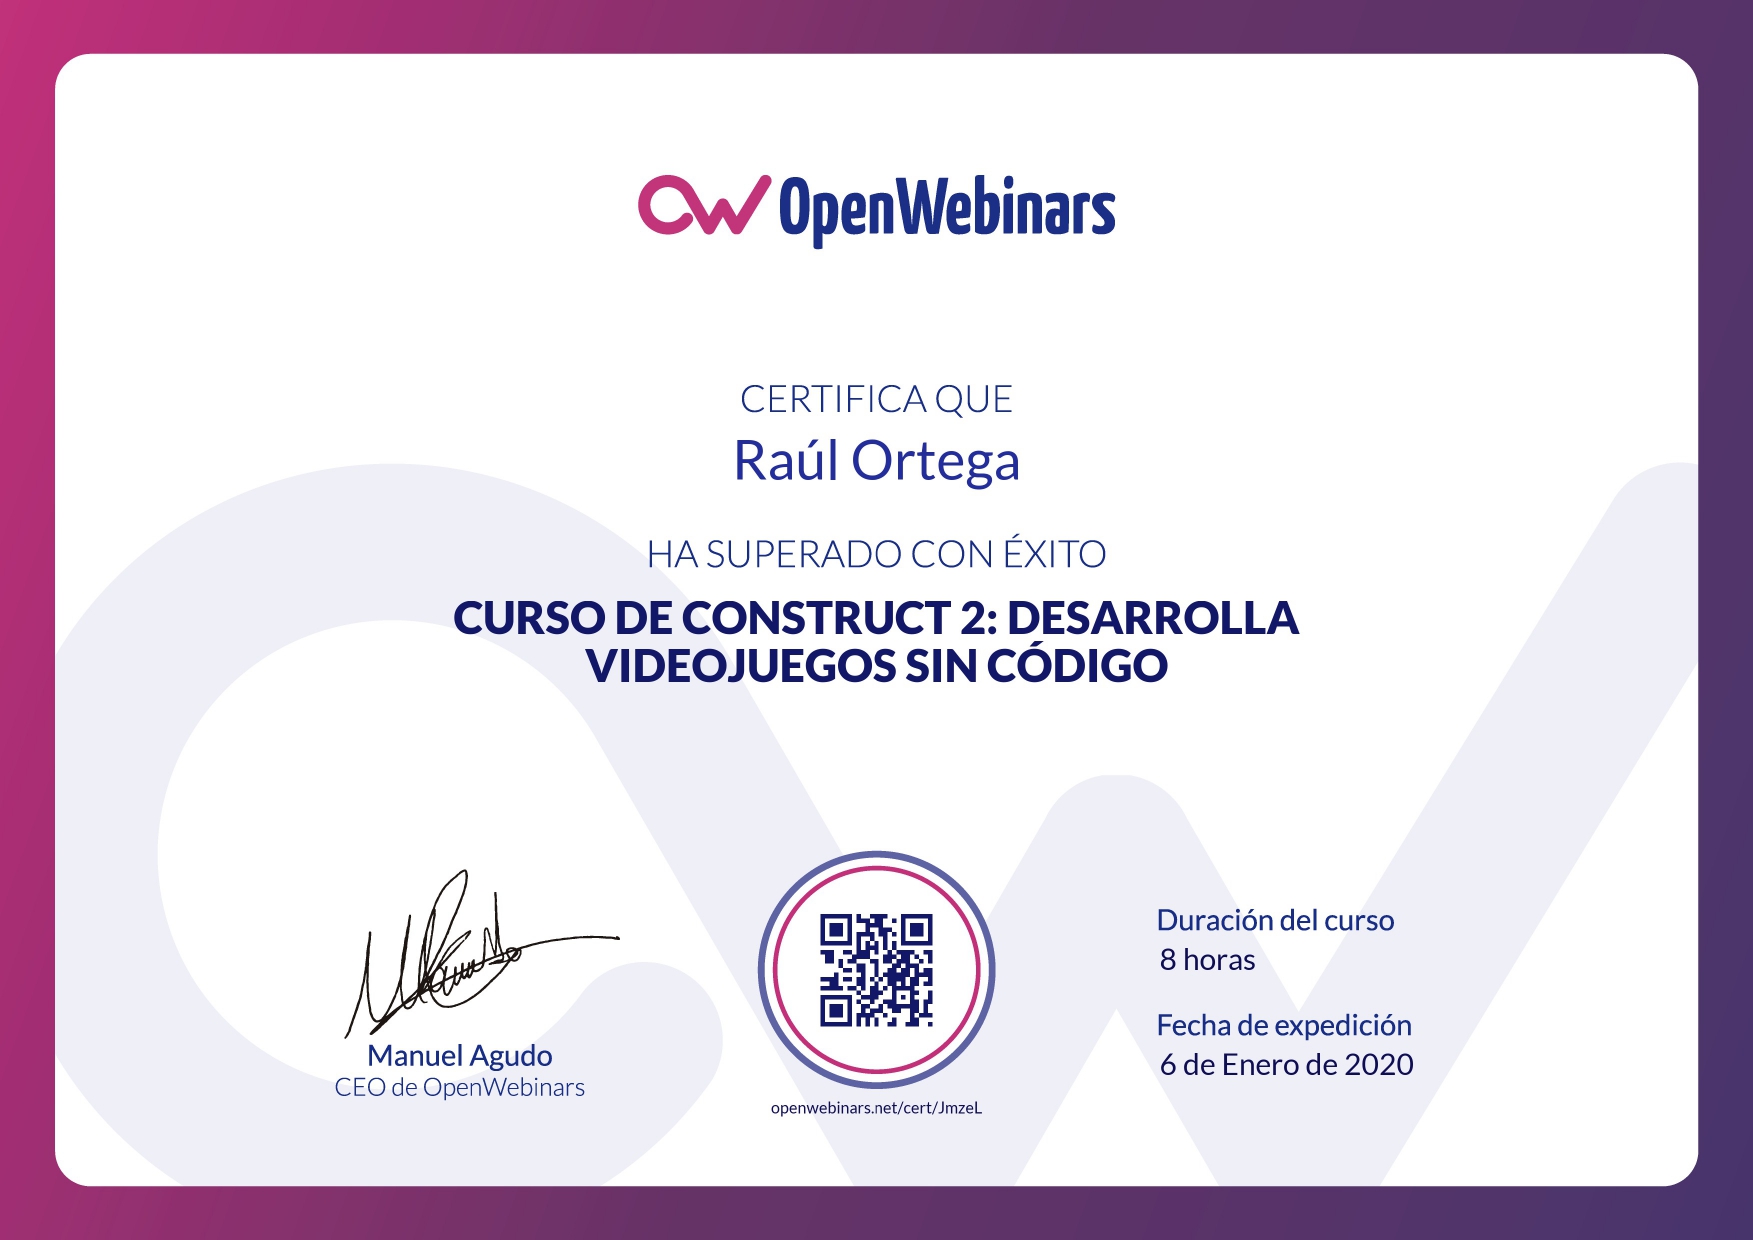 OpenWebinars
CERTIFICA QUE
Raúl Ortega
HA SUPERADO CON ÉXITO
CURSO DE CONSTRUCT 2: DESARROLLA
VIDEOJUEGOS SIN CÓDIGO
Manuel Agudo
CEO de OpenWebinars
openwebinars.net/cert/JmzeL
Duración del curso
8 horas
Fecha de expedición
6 de Enero de 2020